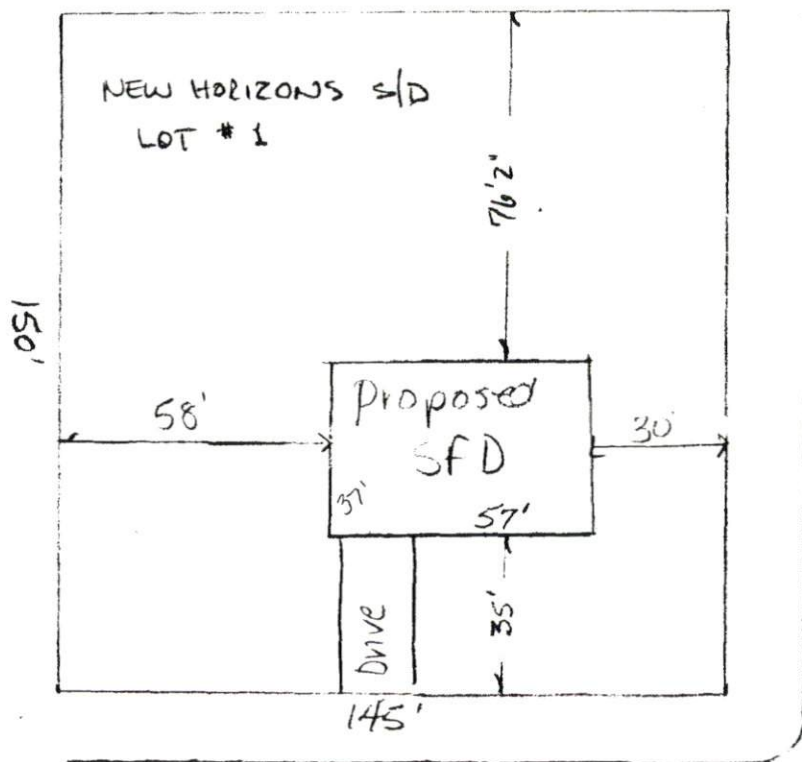 NEW HORIZONS S/D
LOT # 1
76'2"
150'
58'
Proposed
SFD
30'
37'
57'
Drive
35'
145'